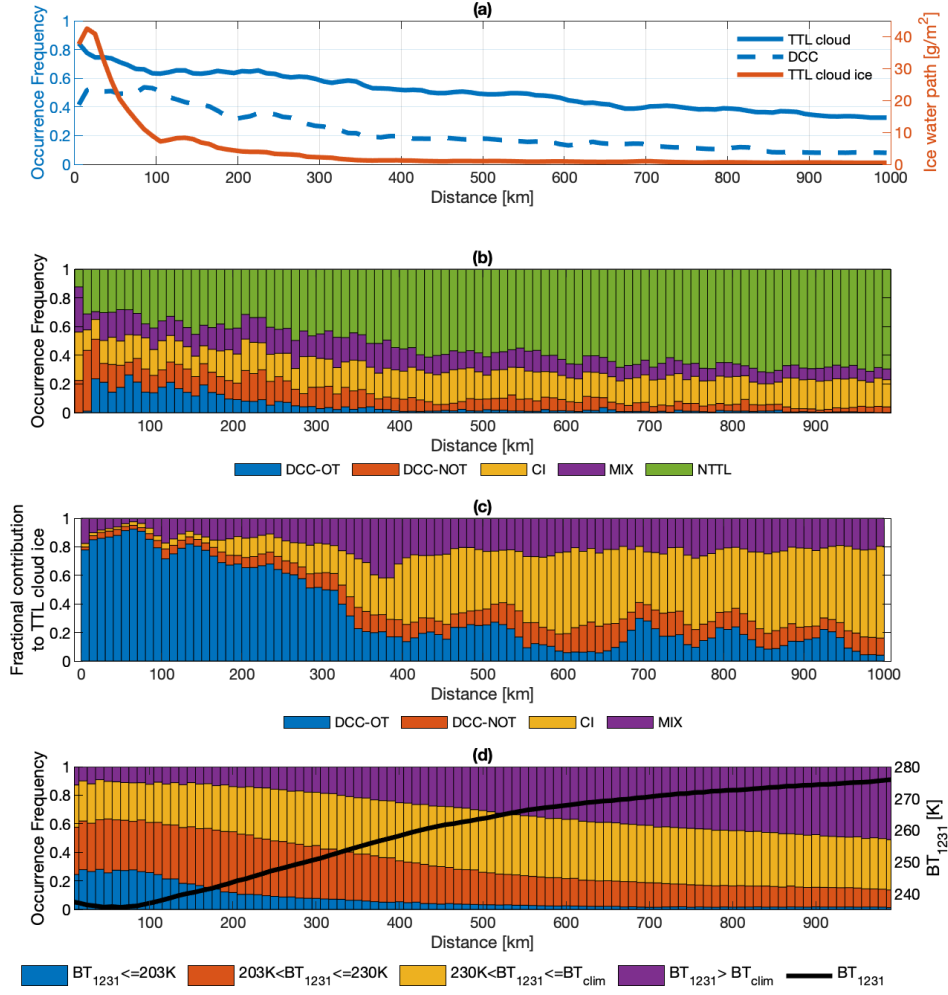 (a)
Occurrence Frequency
1
0.8
0.6
0.4
0.2
0
40
30
20
10
0
Ice water path [g/m²]
TTL cloud
DCC
TTL cloud ice
0 100 200 300 400 500 600 700 800 900 1000
Distance [km]
(b)
Occurrence Frequency
1
0.8
0.6
0.4
0.2
0
100 200 300 400 500 600 700 800 900
Distance [km]
DCC-OT DCC-NOT CI MIX NTTL
(c)
Fractional contribution
to TTL cloud ice
1
0.8
0.6
0.4
0.2
0
0 100 200 300 400 500 600 700 800 900 1000
Distance [km]
DCC-OT DCC-NOT CI MIX
(d)
Occurrence Frequency
1
0.8
0.6
0.4
0.2
0
280
270
260
250
240
BT₁₂₃₁ [K]
100 200 300 400 500 600 700 800 900
Distance [km]
BT₁₂₃₁<=203K 203K<BT₁₂₃₁<=230K 230K<BT₁₂₃₁<=BT_clim BT₁₂₃₁> BT_clim BT₁₂₃₁